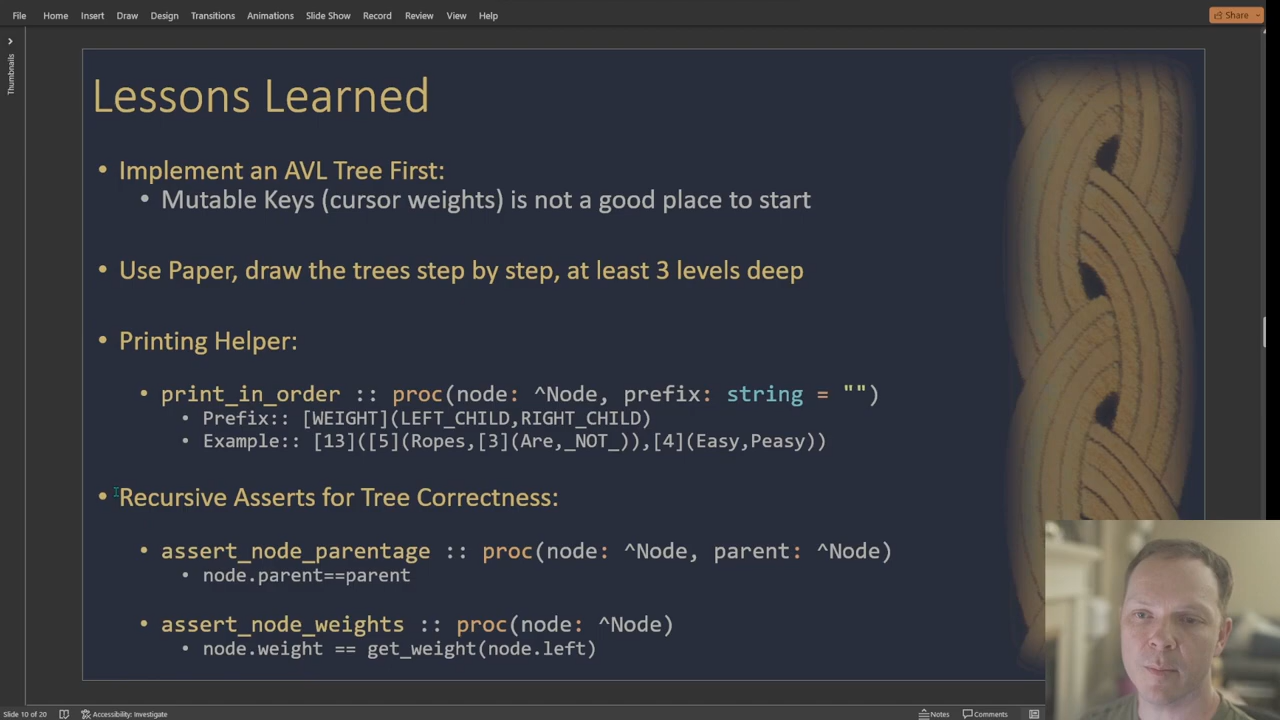 File Home Insert Draw Design Transitions Animations Slide Show Record Review View Help Share
Thumbnails
Lessons Learned
• Implement an AVL Tree First:
• Mutable Keys (cursor weights) is not a good place to start
• Use Paper, draw the trees step by step, at least 3 levels deep
• Printing Helper:
• print_in_order :: proc(node: ^Node, prefix: string = "")
• Prefix:: [WEIGHT](LEFT_CHILD,RIGHT_CHILD)
• Example:: [13]([5](Ropes,[3](Are,_NOT_)),[4](Easy,Peasy))
• Recursive Asserts for Tree Correctness:
• assert_node_parentage :: proc(node: ^Node, parent: ^Node)
• node.parent==parent
• assert_node_weights :: proc(node: ^Node)
• node.weight == get_weight(node.left)
Slide 10 of 20 Accessibility: Investigate Notes Comments